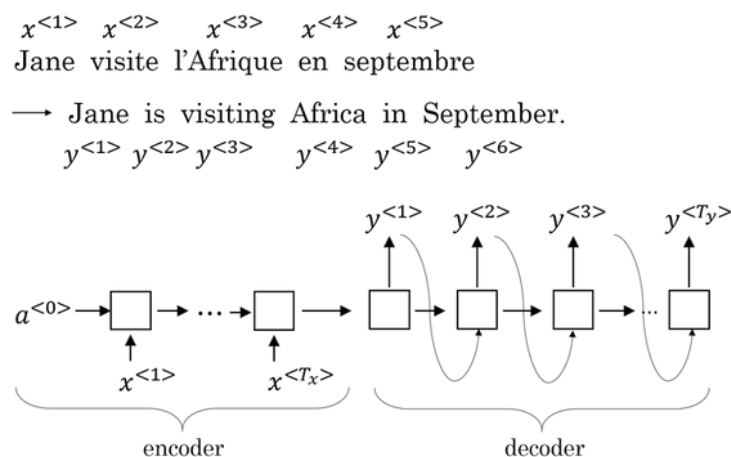 x<1> x<2> x<3> x<4> x<5>
Jane visite l'Afrique en septembre
→ Jane is visiting Africa in September.
y<1> y<2> y<3> y<4> y<5> y<6>
y<1> y<2> y<3> y<Ty>
a<0> → → ... → → → → → ...
x<1> x<Tx>
encoder decoder